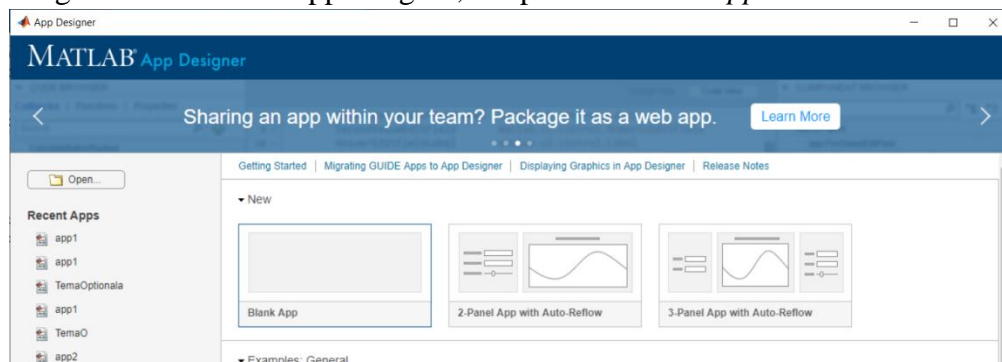 App Designer
MATLAB® App Designer
Sharing an app within your team? Package it as a web app. Learn More
Open...
Getting Started | Migrating GUIDE Apps to App Designer | Displaying Graphics in App Designer | Release Notes
New
Recent Apps
app1
app1
TemaOptionala
app1
TemaO
app2
Blank App
2-Panel App with Auto-Reflow
3-Panel App with Auto-Reflow
Examples: General